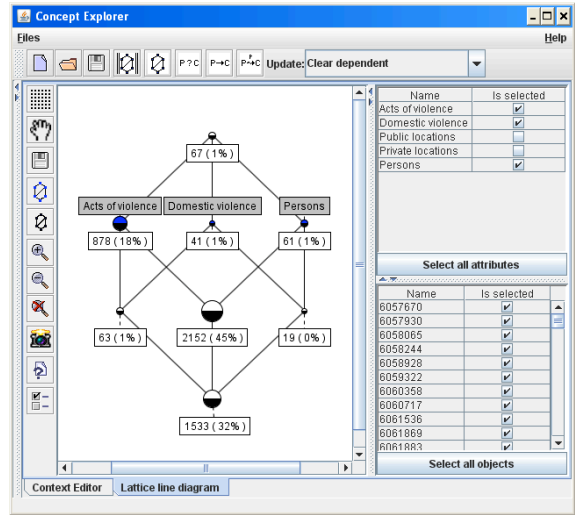 Concept Explorer
Files Help
P?C P→C P↝C Update: Clear dependent
Name Is selected
Acts of violence
Domestic violence
Public locations
Private locations
Persons
Select all attributes
Name Is selected
6057670
6057930
6058065
6058244
6058928
6059322
6060358
6060717
6061536
6061869
6061883
Select all objects
67 (1%)
Acts of violence Domestic violence Persons
878 (18%) 41 (1%) 61 (1%)
63 (1%) 2152 (45%) 19 (0%)
1533 (32%)
Context Editor Lattice line diagram